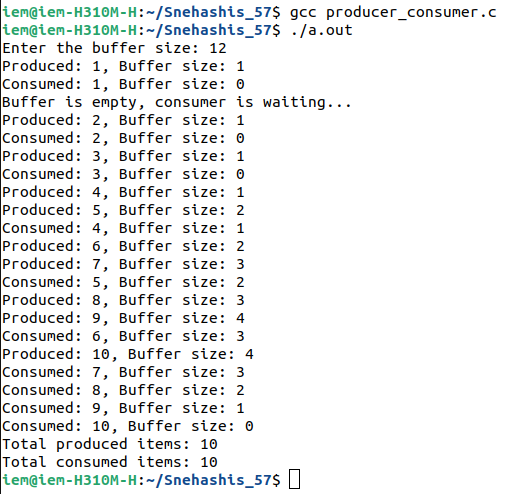 iem@iem-H310M-H:~/Snehashis_57$ gcc producer_consumer.c
iem@iem-H310M-H:~/Snehashis_57$ ./a.out
Enter the buffer size: 12
Produced: 1, Buffer size: 1
Consumed: 1, Buffer size: 0
Buffer is empty, consumer is waiting...
Produced: 2, Buffer size: 1
Consumed: 2, Buffer size: 0
Produced: 3, Buffer size: 1
Consumed: 3, Buffer size: 0
Produced: 4, Buffer size: 1
Produced: 5, Buffer size: 2
Consumed: 4, Buffer size: 1
Produced: 6, Buffer size: 2
Produced: 7, Buffer size: 3
Consumed: 5, Buffer size: 2
Produced: 8, Buffer size: 3
Produced: 9, Buffer size: 4
Consumed: 6, Buffer size: 3
Produced: 10, Buffer size: 4
Consumed: 7, Buffer size: 3
Consumed: 8, Buffer size: 2
Consumed: 9, Buffer size: 1
Consumed: 10, Buffer size: 0
Total produced items: 10
Total consumed items: 10
iem@iem-H310M-H:~/Snehashis_57$